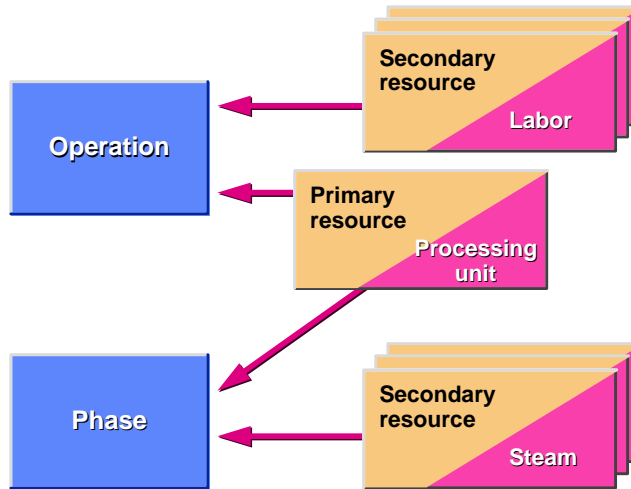 Secondary
resource
Labor
Operation
Primary
resource
Processing
unit
Secondary
resource
Phase
Steam